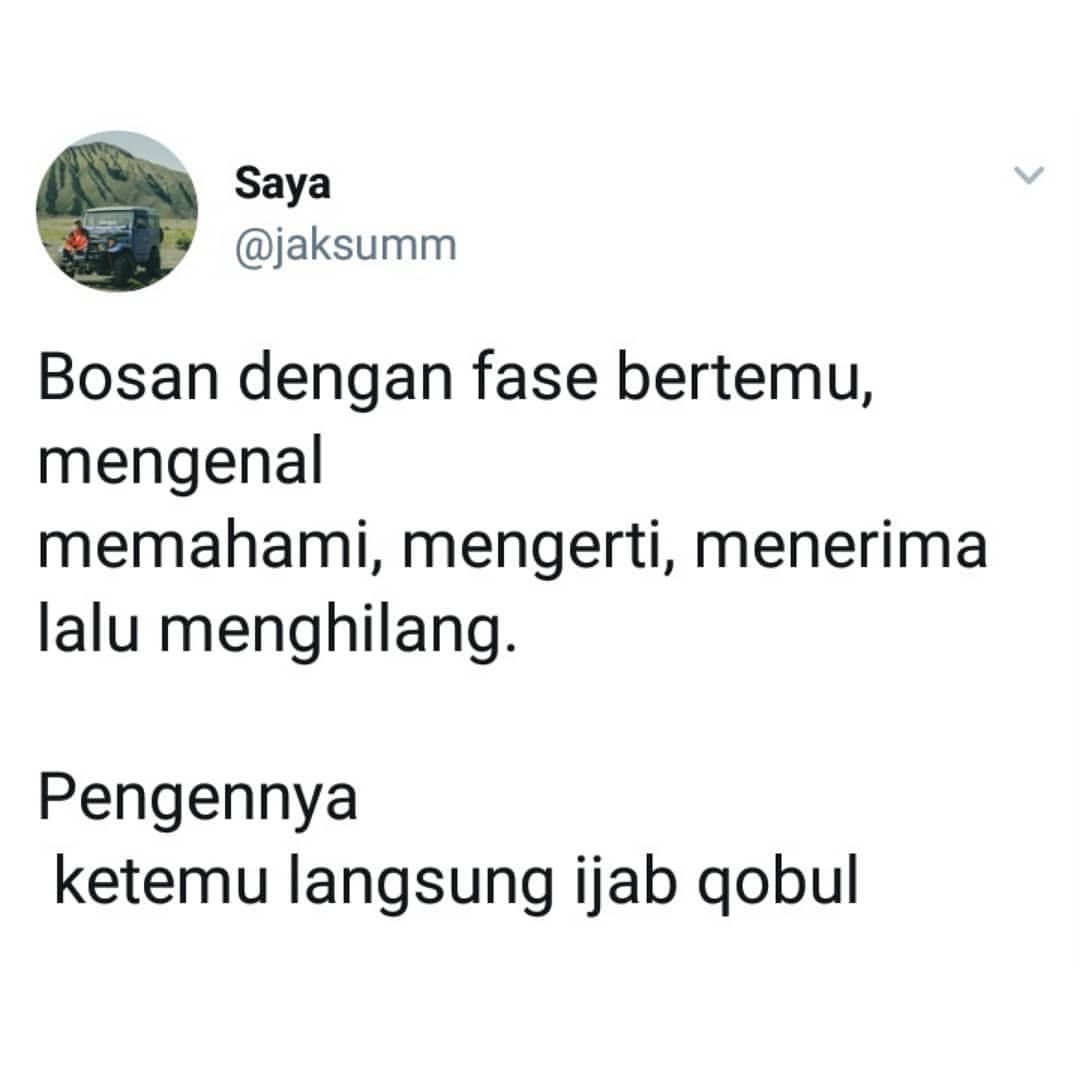 Saya
@jaksumm
Bosan dengan fase bertemu,
mengenal
memahami, mengerti, menerima
lalu menghilang.
Pengennya
ketemu langsung ijab qobul